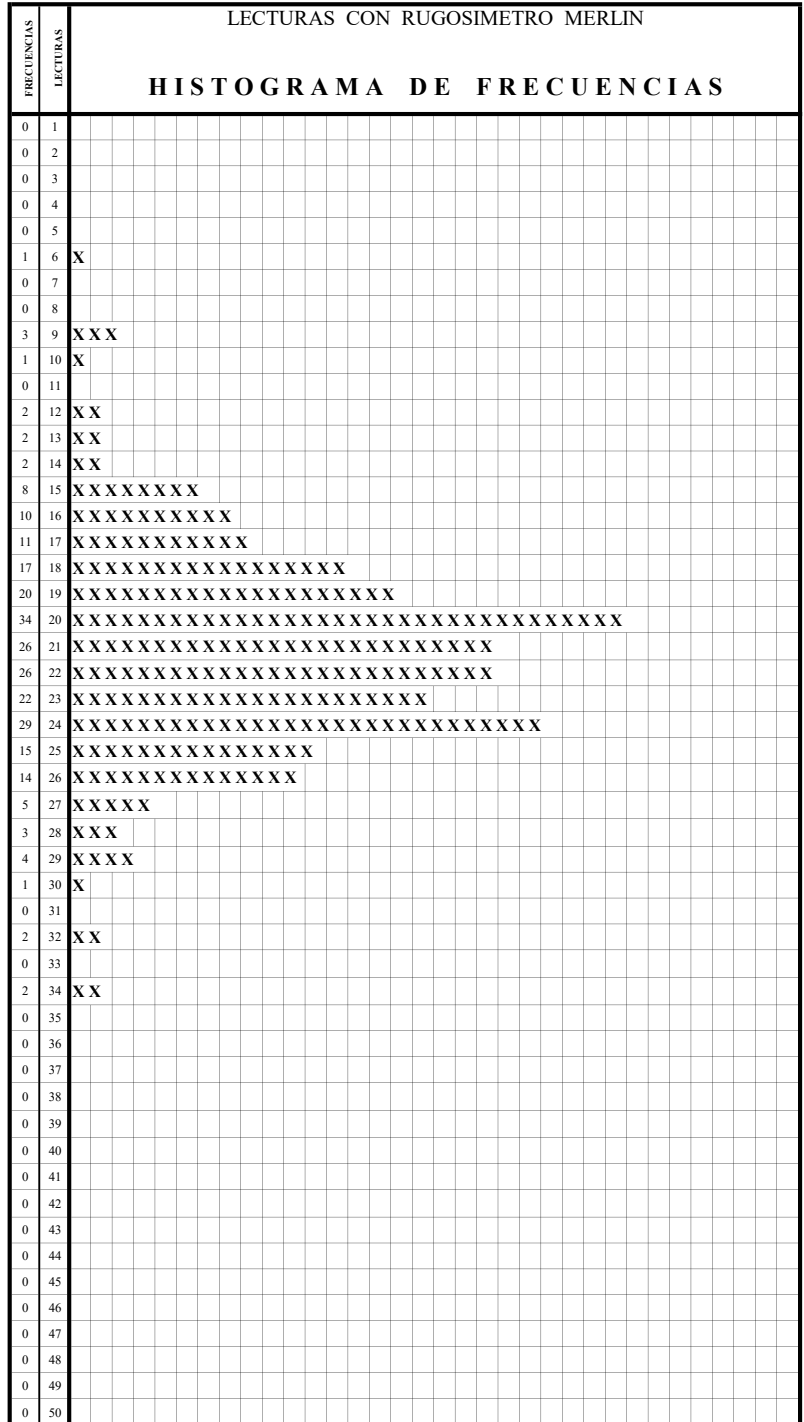 LECTURAS CON RUGOSIMETRO MERLIN
FRECUENCIAS LECTURAS
HISTOGRAMA DE FRECUENCIAS
0 1
0 2
0 3
0 4
0 5
1 6 X
0 7
0 8
3 9 XXX
1 10 X
0 11
2 12 XX
2 13 XX
2 14 XX
8 15 XXXXXXXX
10 16 XXXXXXXXXX
11 17 XXXXXXXXXXX
17 18 XXXXXXXXXXXXXXXXX
20 19 XXXXXXXXXXXXXXXXXXXX
34 20 XXXXXXXXXXXXXXXXXXXXXXXXXXXXXXXXXX
26 21 XXXXXXXXXXXXXXXXXXXXXXXXXX
26 22 XXXXXXXXXXXXXXXXXXXXXXXXXX
22 23 XXXXXXXXXXXXXXXXXXXXXX
29 24 XXXXXXXXXXXXXXXXXXXXXXXXXXXXX
15 25 XXXXXXXXXXXXXXX
14 26 XXXXXXXXXXXXXX
5 27 XXXXX
3 28 XXX
4 29 XXXX
1 30 X
0 31
2 32 XX
0 33
2 34 XX
0 35
0 36
0 37
0 38
0 39
0 40
0 41
0 42
0 43
0 44
0 45
0 46
0 47
0 48
0 49
0 50